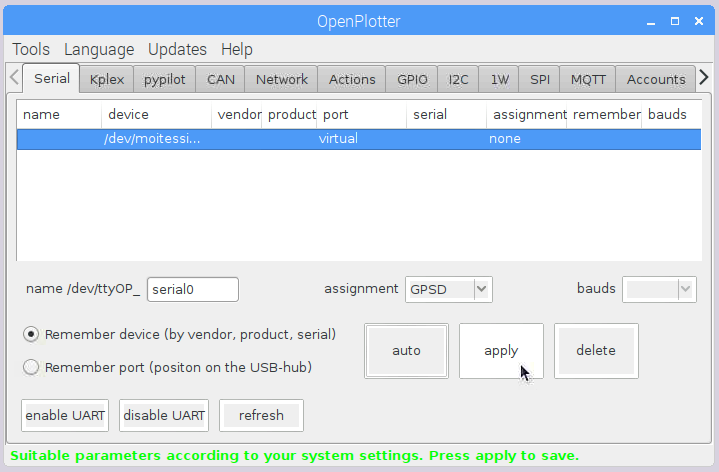 OpenPlotter
Tools Language Updates Help
Serial Kplex pypilot CAN Network Actions GPIO I2C 1W SPI MQTT Accounts
name device vendor product port serial assignment remember bauds
/dev/moitessi... virtual none
name /dev/ttyOP_ serial0 assignment GPSD bauds
Remember device (by vendor, product, serial) auto apply delete
Remember port (positon on the USB-hub)
enable UART disable UART refresh
Suitable parameters according to your system settings. Press apply to save.